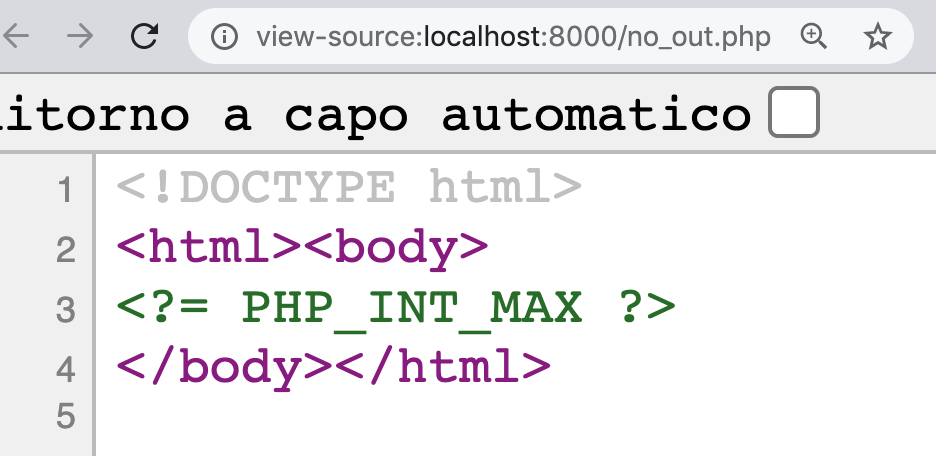 view-source:localhost:8000/no_out.php
itorno a capo automatico
1 <!DOCTYPE html>
2 <html><body>
3 <?= PHP_INT_MAX ?>
4 </body></html>
5